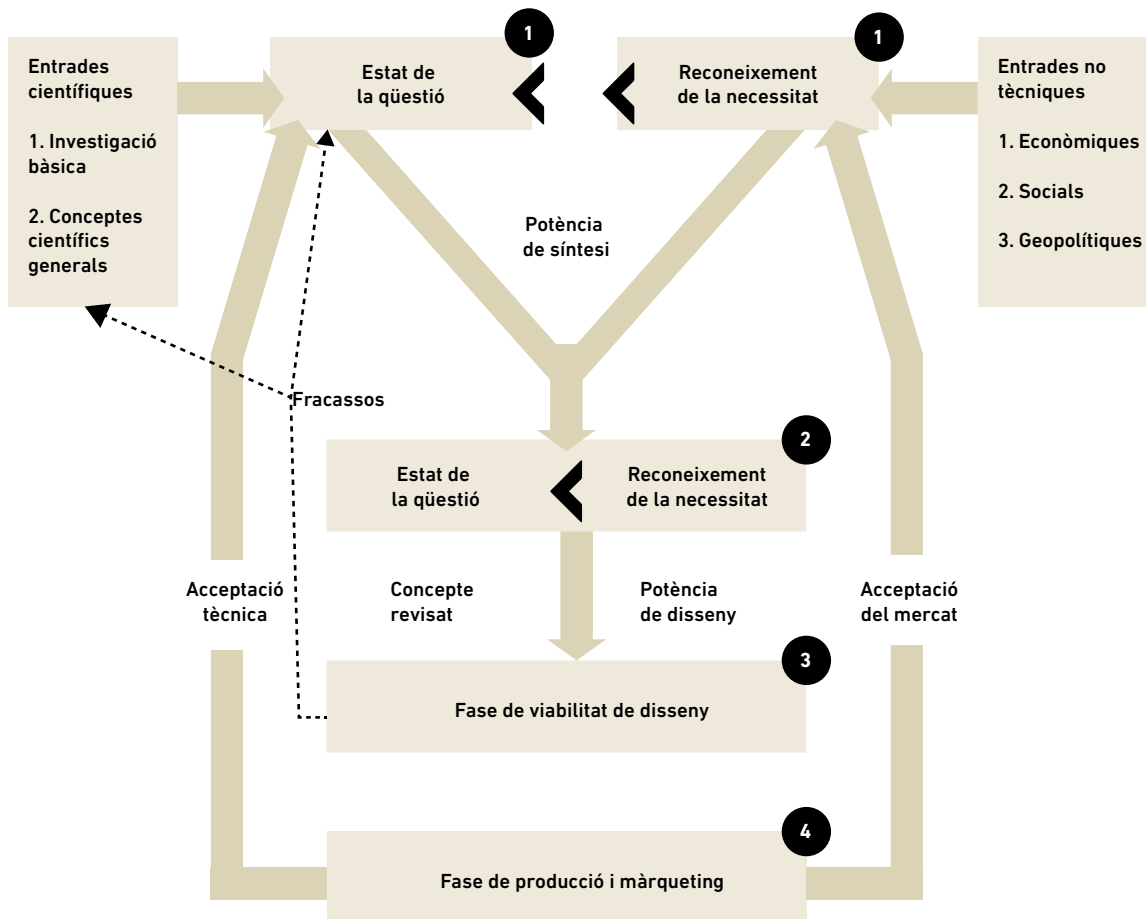 1
1
Entrades
científiques
1. Investigació
bàsica
2. Conceptes
científics
generals
Estat de
la qüestió
Reconeixement
de la necessitat
Entrades no
tècniques
1. Econòmiques
2. Socials
3. Geopolítiques
Potència
de síntesi
Fracassos
2
Estat de
la qüestió
Reconeixement
de la necessitat
Acceptació
tècnica
Concepte
revisat
Potència
de disseny
Acceptació
del mercat
3
Fase de viabilitat de disseny
4
Fase de producció i màrqueting